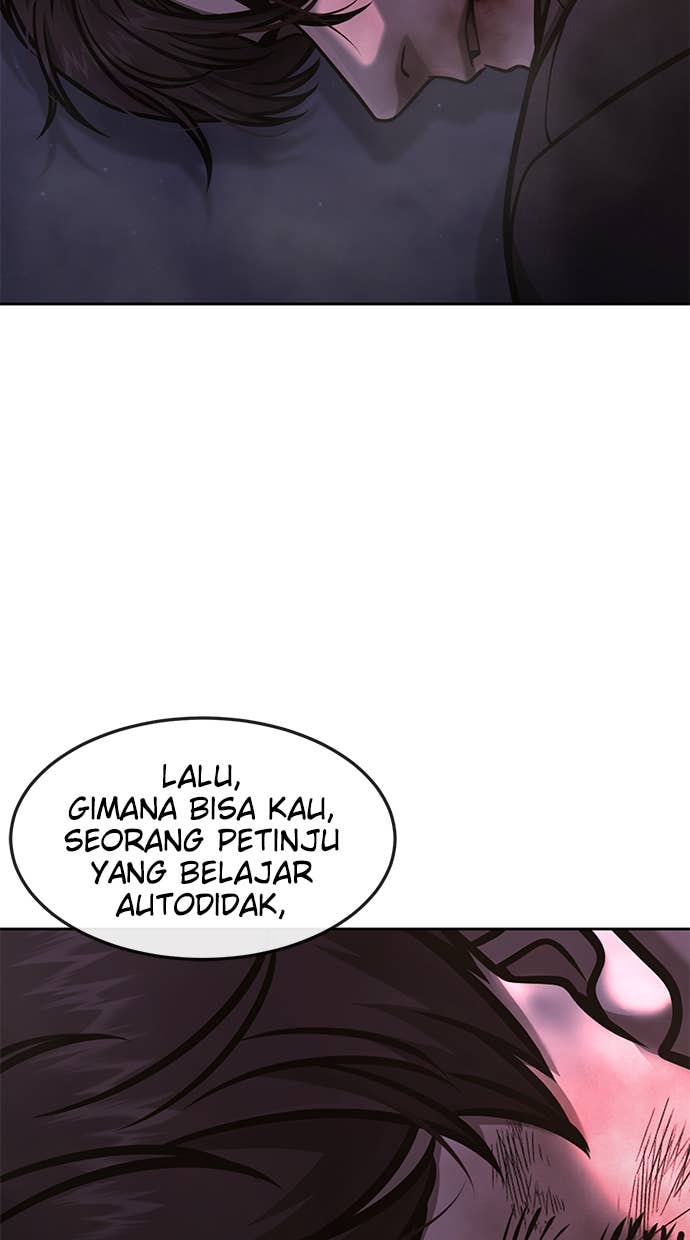 LALU,
GIMANA BISA KAU,
SEORANG PETINJU
YANG BELAJAR
AUTODIDAK,